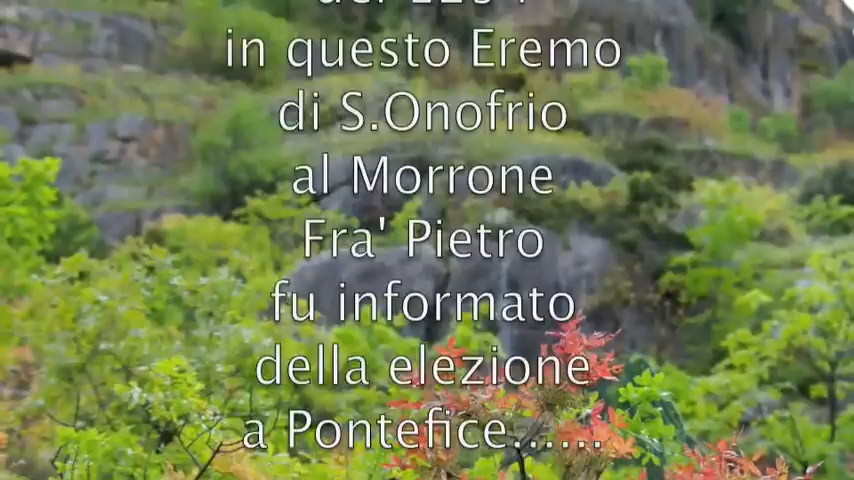 in questo Eremo
di S.Onofrio
al Morrone
Fra' Pietro
fu informato
della elezione
a Pontefice......